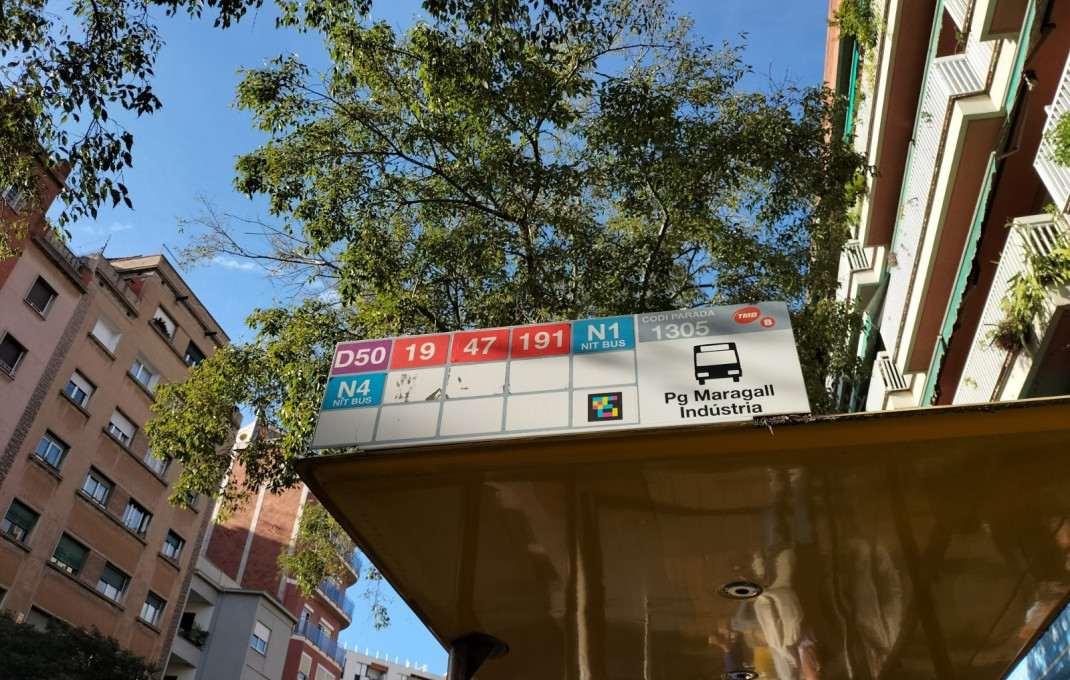 D50 19 47 191 N1 NIT BUS
N4 NIT BUS
CODI PARADA
1305
TMB B
Pg Maragall
Indústria